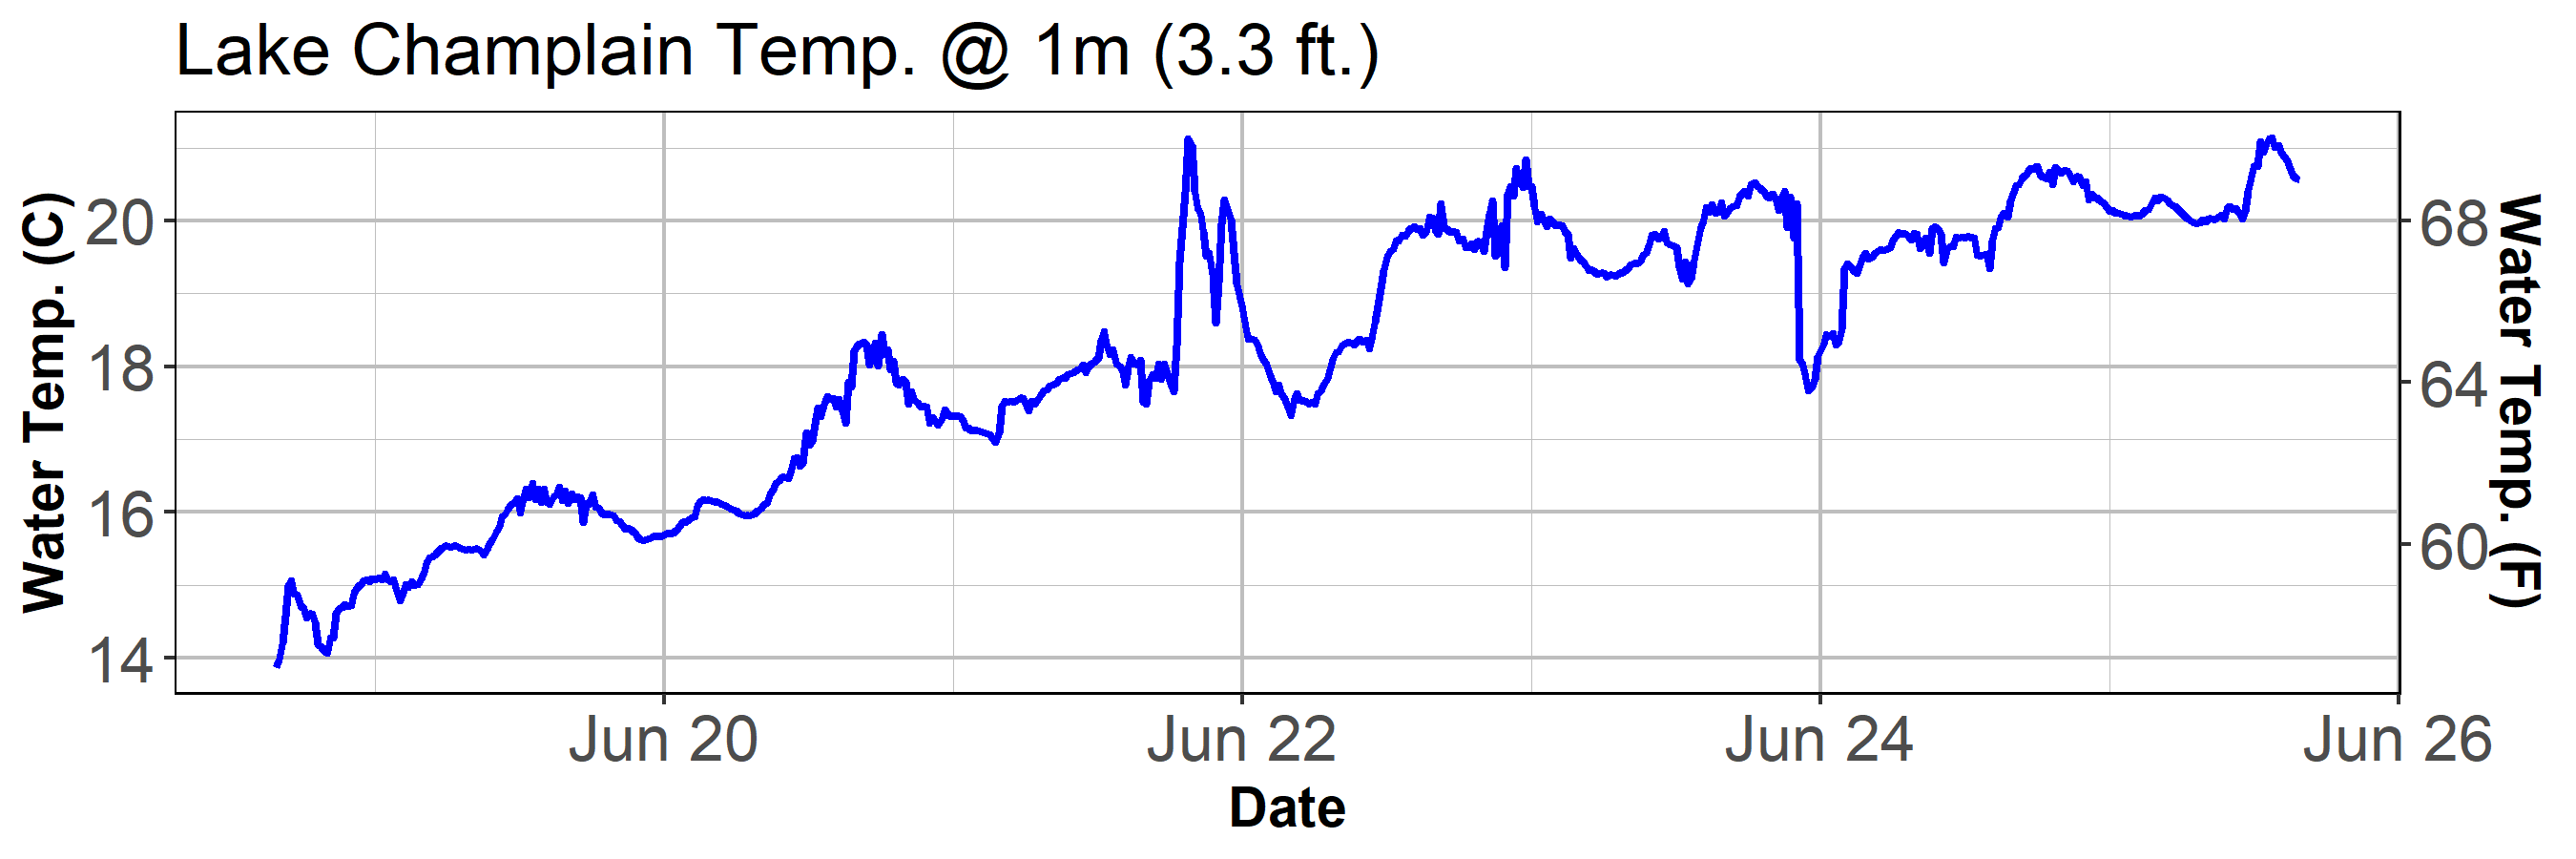 Lake Champlain Temp. @ 1m (3.3 ft.)
Water Temp. (C)
20
18
16
14
68
64
60
Water Temp. (F)
Jun 20
Jun 22
Jun 24
Jun 26
Date